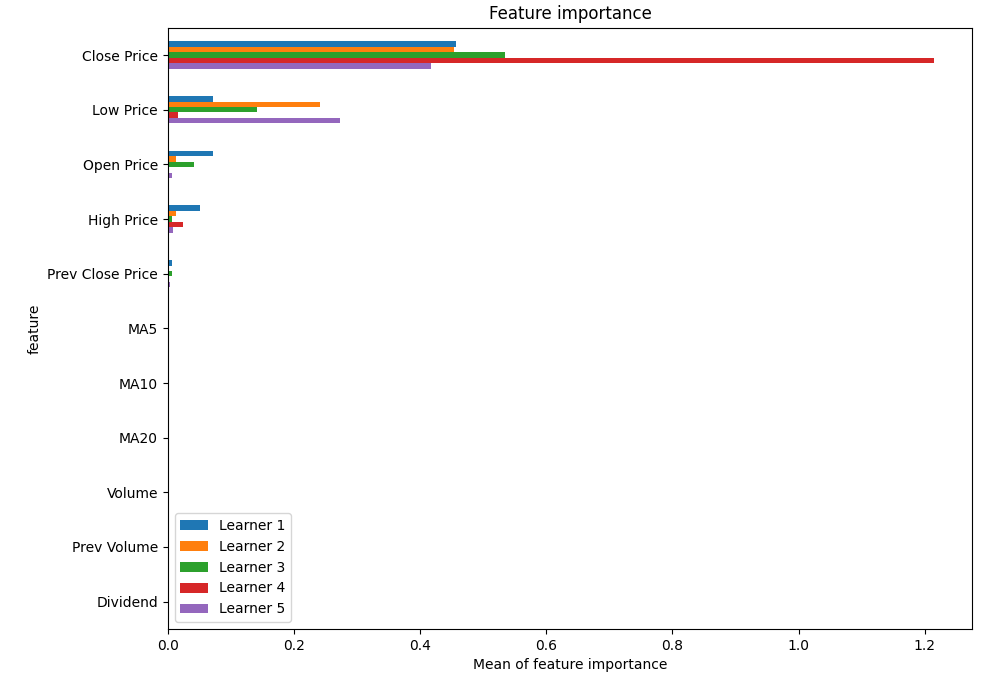 Feature importance
Close Price
Low Price
Open Price
High Price
Prev Close Price
feature
MA5
MA10
MA20
Volume
Prev Volume
Dividend
Learner 1
Learner 2
Learner 3
Learner 4
Learner 5
0.0 0.2 0.4 0.6 0.8 1.0 1.2
Mean of feature importance